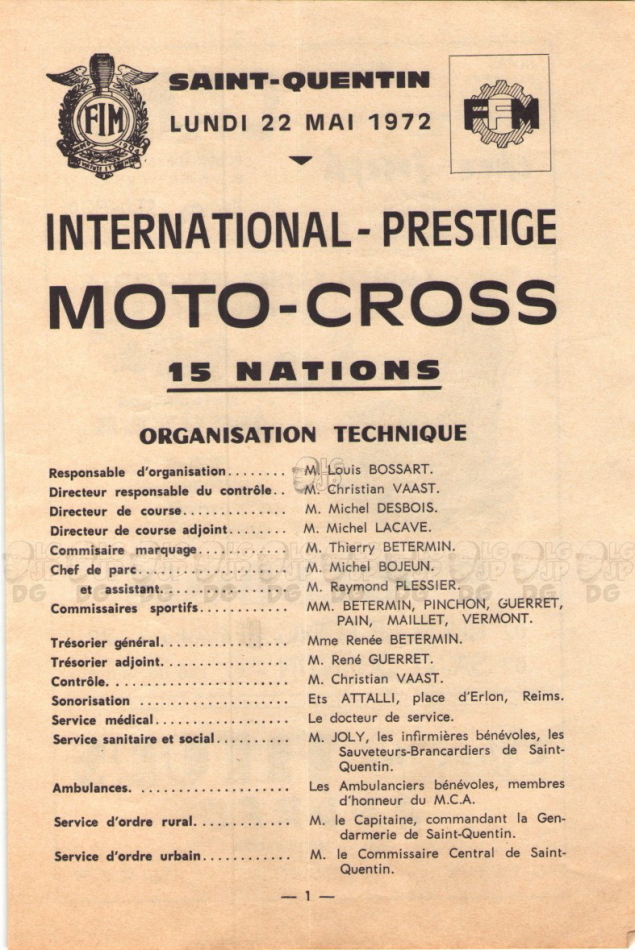 FIM
SAINT-QUENTIN
LUNDI 22 MAI 1972
FFM
INTERNATIONAL - PRESTIGE
MOTO-CROSS
15 NATIONS
ORGANISATION TECHNIQUE
Responsable d'organisation........ M. Louis BOSSART.
Directeur responsable du contrôle.. M. Christian VAAST.
Directeur de course.............. M. Michel DESBOIS.
Directeur de course adjoint........ M. Michel LACAVE.
Commisaire marquage............ M. Thierry BETERMIN.
Chef de parc.................... M. Michel BOJEUN.
et assistant.................. M. Raymond PLESSIER.
Commissaires sportifs............ MM. BETERMIN, PINCHON, GUERRET,
PAIN, MAILLET, VERMONT.
Trésorier général................. Mme Renée BETERMIN.
Trésorier adjoint................. M. René GUERRET.
Contrôle........................ M. Christian VAAST.
Sonorisation .................... Ets ATTALLI, place d'Erlon, Reims.
Service médical.................. Le docteur de service.
Service sanitaire et social.......... M. JOLY, les infirmières bénévoles, les
Sauveteurs-Brancardiers de Saint-
Quentin.
Ambulances. .................... Les Ambulanciers bénévoles, membres
d'honneur du M.C.A.
Service d'ordre rural............. M. le Capitaine, commandant la Gen-
darmerie de Saint-Quentin.
Service d'ordre urbain............ M. le Commissaire Central de Saint-
Quentin.
— 1 —